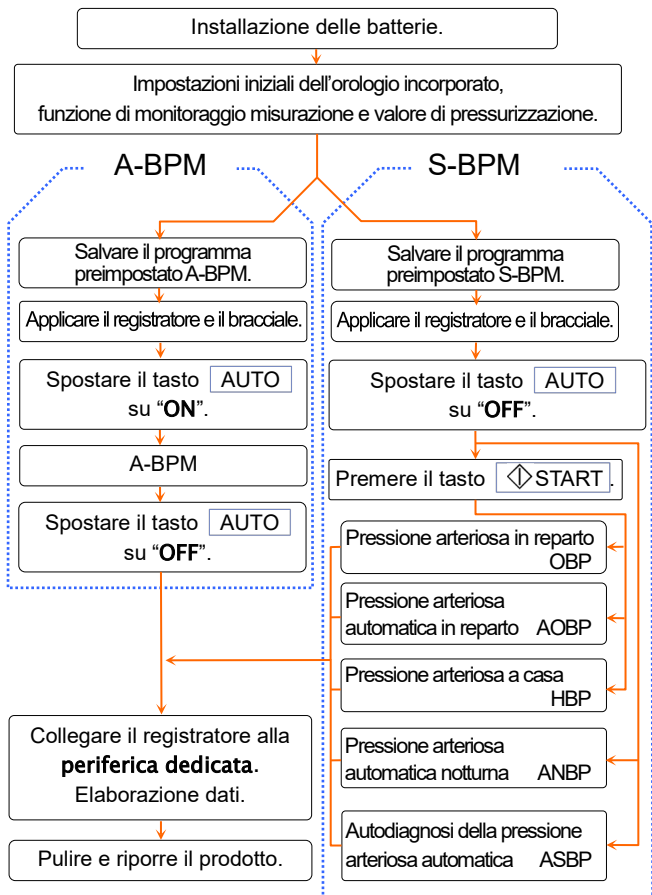 Installazione delle batterie.
Impostazioni iniziali dell'orologio incorporato,
funzione di monitoraggio misurazione e valore di pressurizzazione.
A-BPM
Salvare il programma
preimpostato A-BPM.
Applicare il registratore e il bracciale.
Spostare il tasto AUTO
su “ON”.
A-BPM
Spostare il tasto AUTO
su “OFF”.
S-BPM
Salvare il programma
preimpostato S-BPM.
Applicare il registratore e il bracciale.
Spostare il tasto AUTO
su “OFF”.
Premere il tasto START.
Pressione arteriosa in reparto
OBP
Pressione arteriosa
automatica in reparto AOBP
Pressione arteriosa a casa
HBP
Pressione arteriosa
automatica notturna ANBP
Autodiagnosi della pressione
arteriosa automatica ASBP
Collegare il registratore alla
periferica dedicata.
Elaborazione dati.
Pulire e riporre il prodotto.